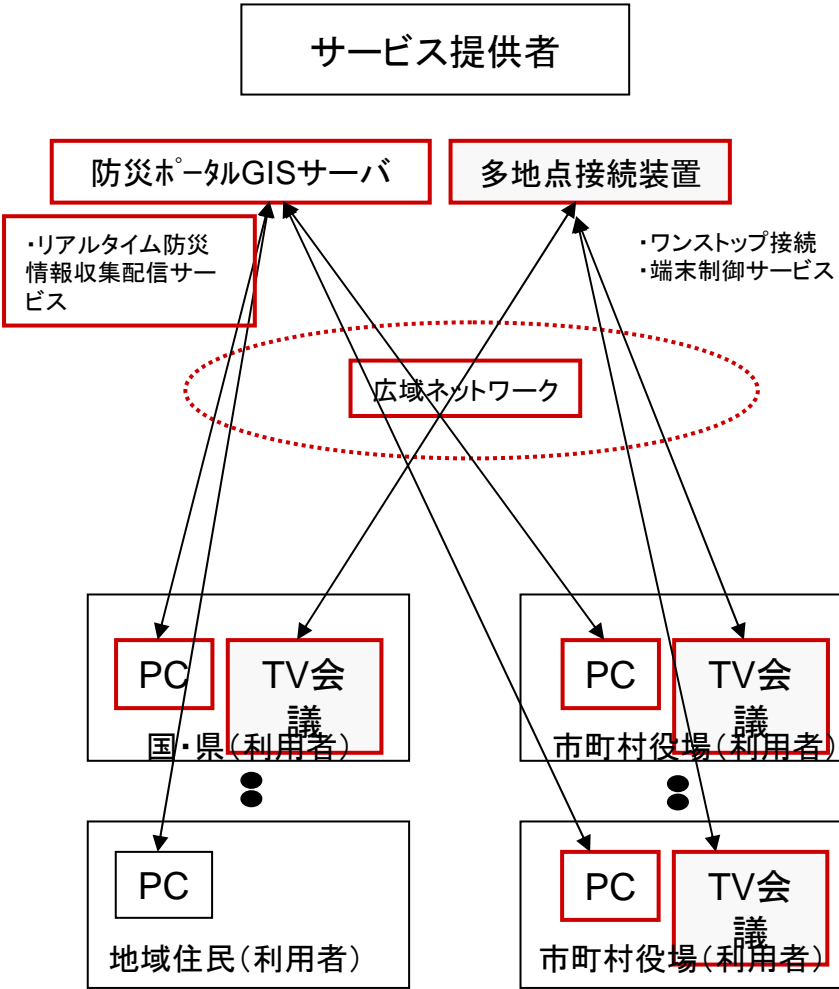 サービス提供者
防災ﾎﾟｰﾀﾙGISサーバ
多地点接続装置
・リアルタイム防災
情報収集配信サー
ビス
・ワンストップ接続
・端末制御サービス
広域ネットワーク
PC
TV会
議
国・県(利用者)
PC
TV会
議
市町村役場(利用者)
PC
地域住民(利用者)
PC
TV会
議
市町村役場(利用者)